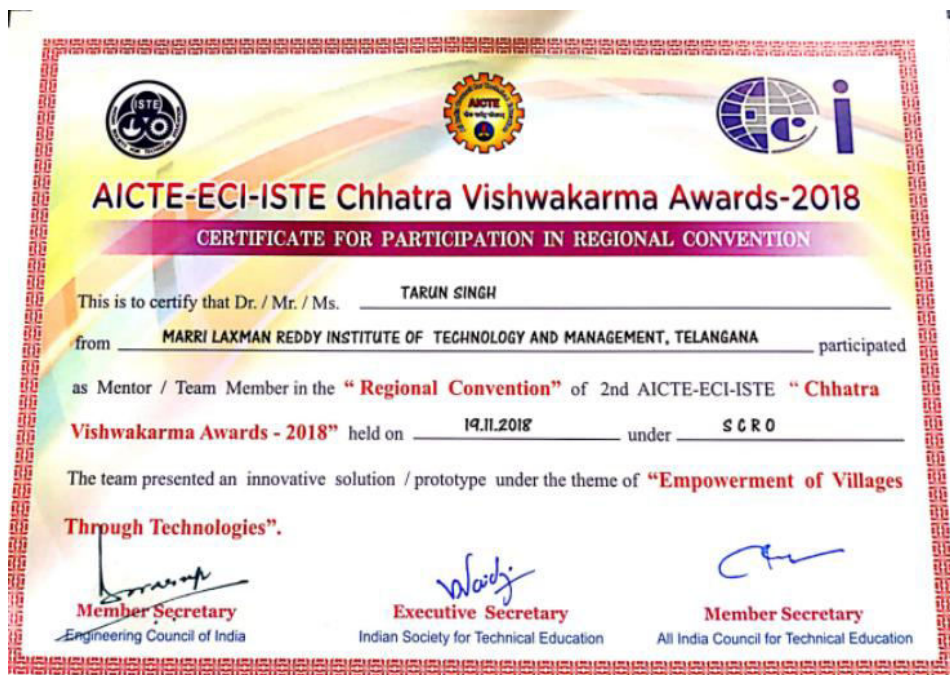 ISTE
AICTE
eci
AICTE-ECI-ISTE Chhatra Vishwakarma Awards-2018
CERTIFICATE FOR PARTICIPATION IN REGIONAL CONVENTION
This is to certify that Dr. / Mr. / Ms. TARUN SINGH
from MARRI LAXMAN REDDY INSTITUTE OF TECHNOLOGY AND MANAGEMENT, TELANGANA participated
as Mentor / Team Member in the “ Regional Convention” of 2nd AICTE-ECI-ISTE “ Chhatra
Vishwakarma Awards - 2018” held on 19.11.2018 under S C R O
The team presented an innovative solution / prototype under the theme of “Empowerment of Villages
Through Technologies”.
Member Secretary
Engineering Council of India
Executive Secretary
Indian Society for Technical Education
Member Secretary
All India Council for Technical Education